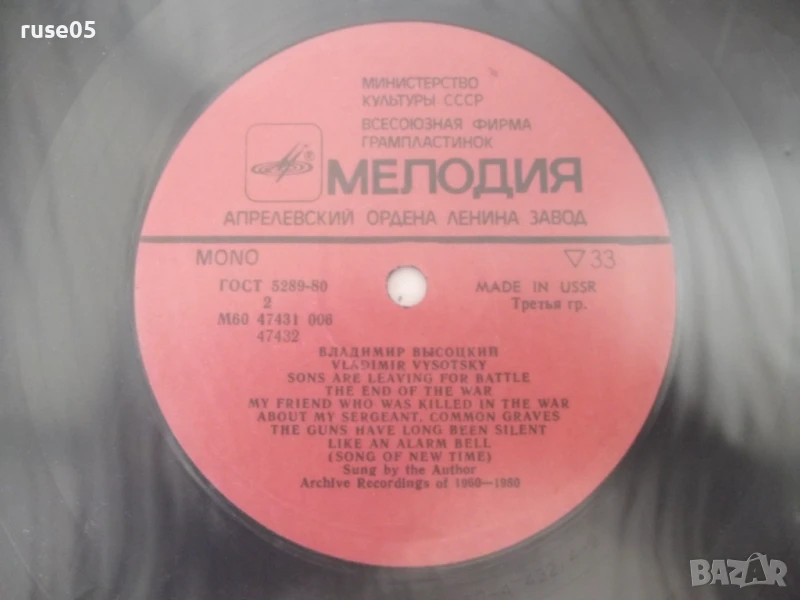 ruse05
МИНИСТЕРСТВО
КУЛЬТУРЫ СССР
ВСЕСОЮЗНАЯ ФИРМА
ГРАМПЛАСТИНОК
МЕЛОДИЯ
АПРЕЛЕВСКИЙ ОРДЕНА ЛЕНИНА ЗАВОД
MONO ▽33
ГОСТ 5289-80 MADE IN USSR
2 Третья гр.
М60 47431 006
47432
ВЛАДИМИР ВЫСОЦКИЙ
VLADIMIR VYSOTSKY
SONS ARE LEAVING FOR BATTLE
THE END OF THE WAR
MY FRIEND WHO WAS KILLED IN THE WAR
ABOUT MY SERGEANT, COMMON GRAVES
THE GUNS HAVE LONG BEEN SILENT
LIKE AN ALARM BELL
(SONG OF NEW TIME)
Sung by the Author
Archive Recordings of 1960—1980
BAZAR